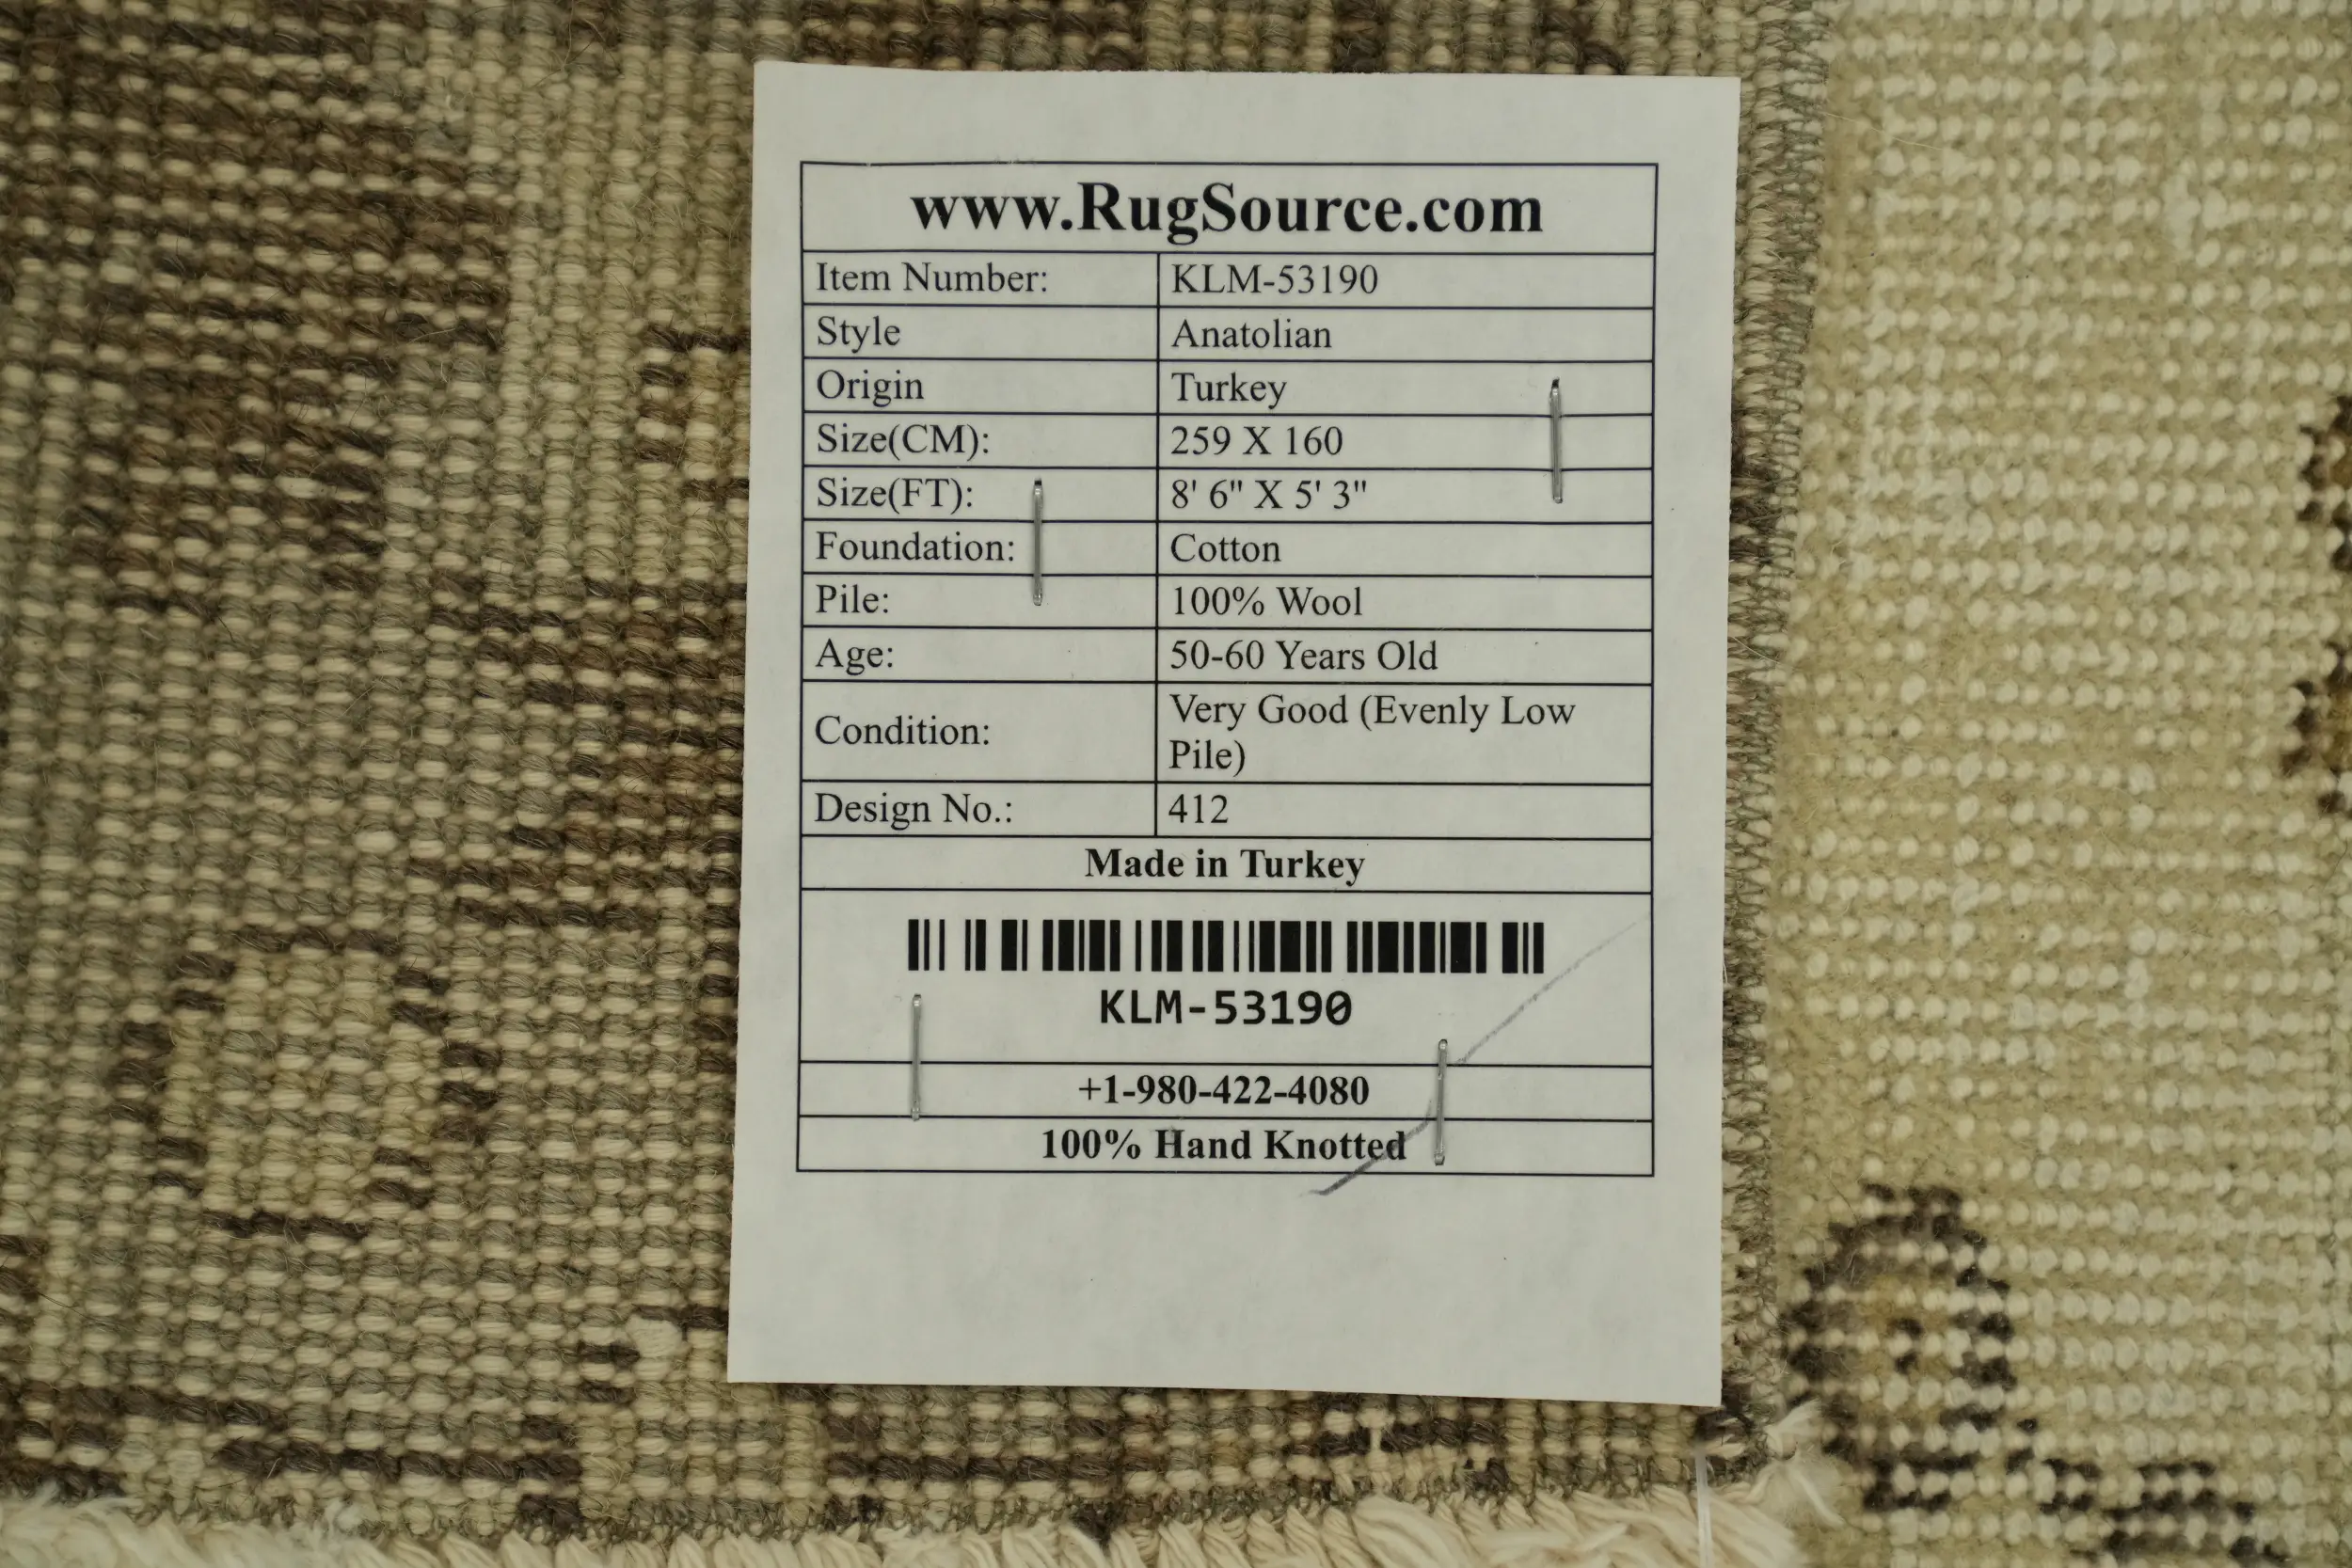 www.RugSource.com
Item Number: KLM-53190
Style Anatolian
Origin Turkey
Size(CM): 259 X 160
Size(FT): 8' 6" X 5' 3"
Foundation: Cotton
Pile: 100% Wool
Age: 50-60 Years Old
Condition: Very Good (Evenly Low
Pile)
Design No.: 412
Made in Turkey
KLM-53190
+1-980-422-4080
100% Hand Knotted